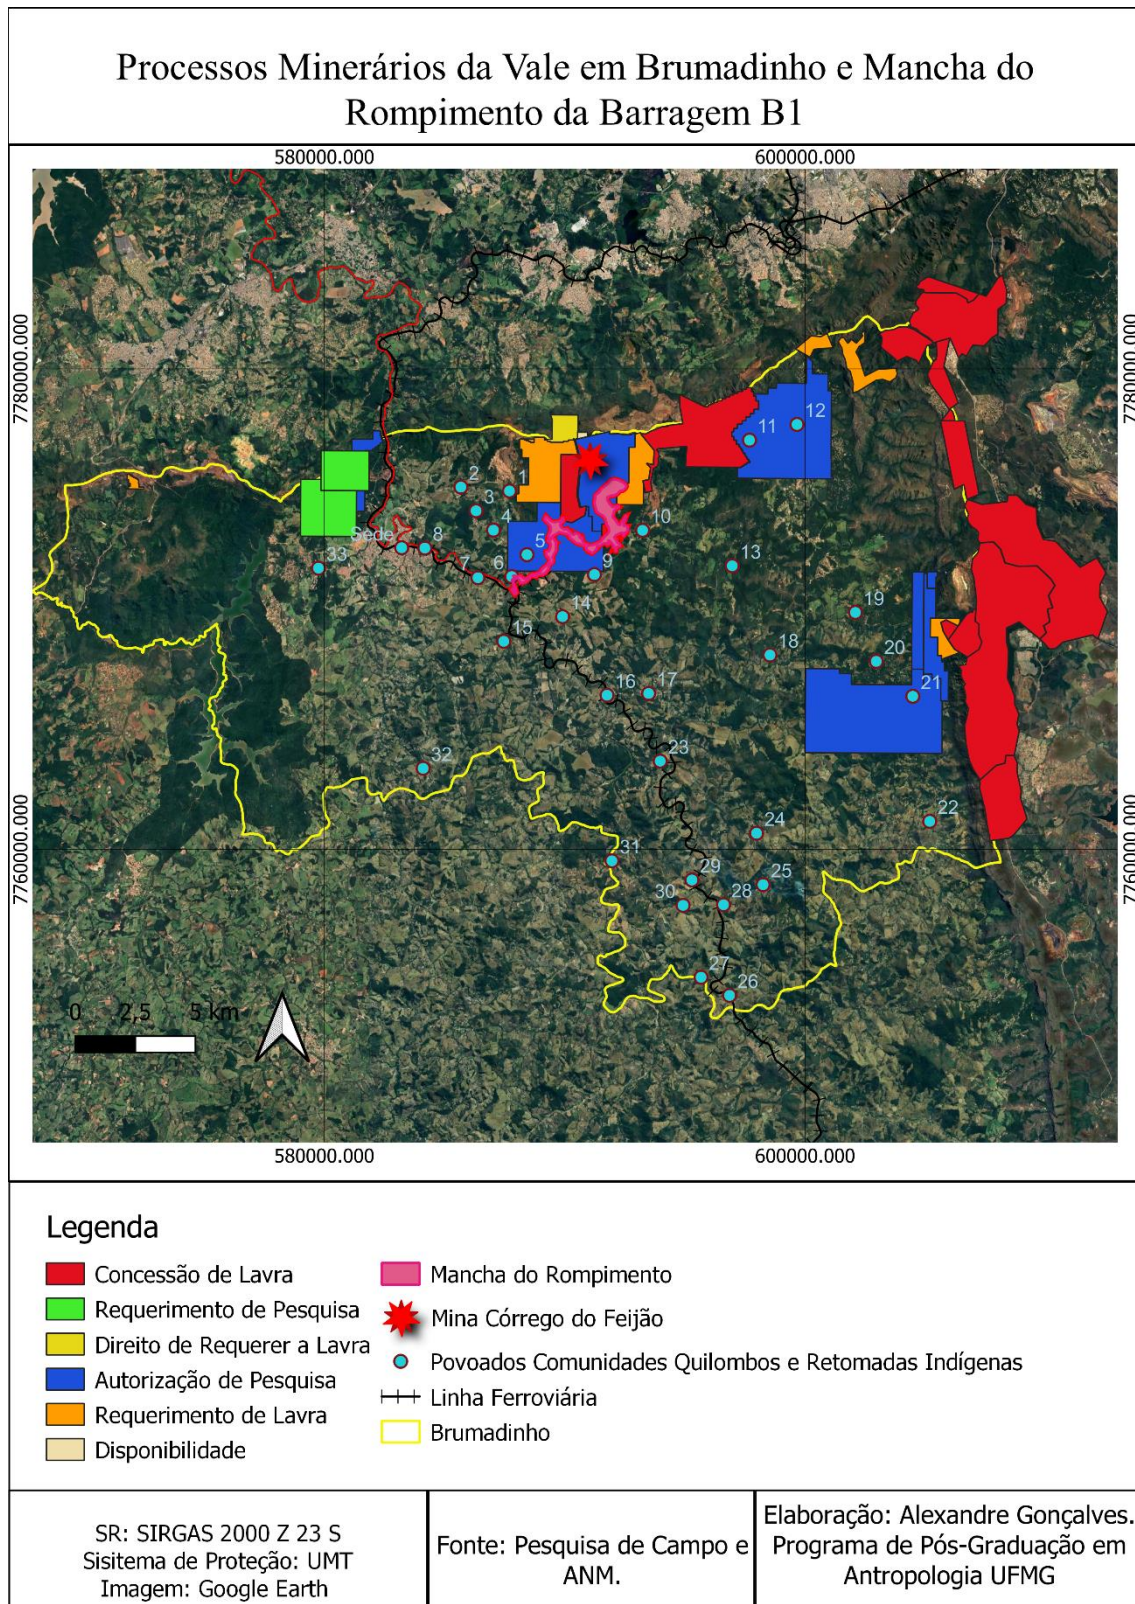 Processos Minerários da Vale em Brumadinho e Mancha do
Rompimento da Barragem B1
580000.000
600000.000
7780000.000
7780000.000
12
11
1
2
3
4
10
Sede
8
5
33
7
6
9
13
14
19
15
18
20
16
17
21
23
32
22
24
31
29
25
30
28
27
26
7760000.000
7760000.000
0 2,5 5 km
580000.000
600000.000
Legenda
Concessão de Lavra
Requerimento de Pesquisa
Direito de Requerer a Lavra
Autorização de Pesquisa
Requerimento de Lavra
Disponibilidade
Mancha do Rompimento
Mina Córrego do Feijão
Povoados Comunidades Quilombos e Retomadas Indígenas
Linha Ferroviária
Brumadinho
SR: SIRGAS 2000 Z 23 S
Sisitema de Proteção: UMT
Imagem: Google Earth
Fonte: Pesquisa de Campo e
ANM.
Elaboração: Alexandre Gonçalves.
Programa de Pós-Graduação em
Antropologia UFMG